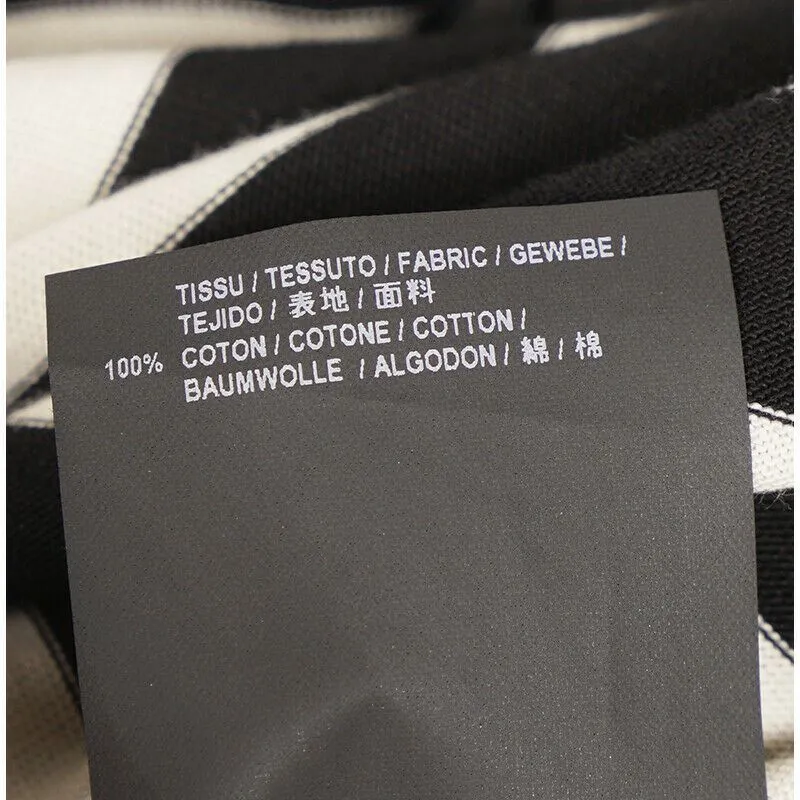 TISSU / TESSUTO / FABRIC / GEWEBE /
TEJIDO / 表地 / 面料
100% COTON / COTONE / COTTON /
BAUMWOLLE / ALGODON / 綿 / 棉